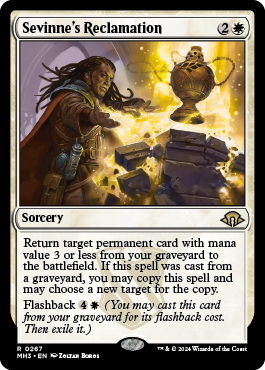 Sevinne's Reclamation 2
Sorcery
Return target permanent card with mana
value 3 or less from your graveyard to
the battlefield. If this spell was cast from
a graveyard, you may copy this spell and
may choose a new target for the copy.
Flashback 4 (You may cast this card
from your graveyard for its flashback cost.
Then exile it.)
R 0267
MH3 • EN Zoltan Boros
™ & © 2024 Wizards of the Coast